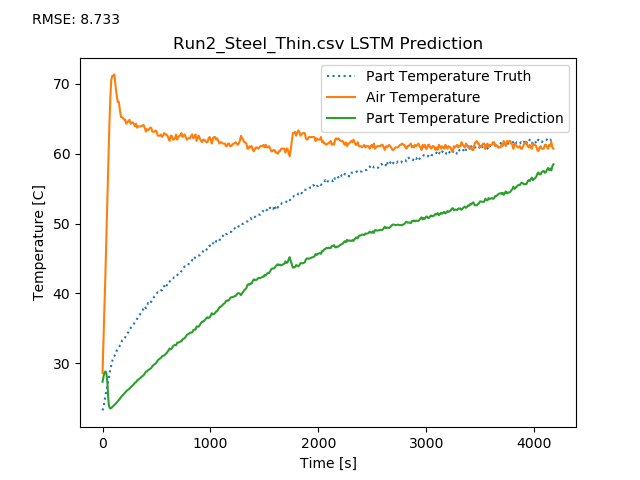 RMSE: 8.733
Run2_Steel_Thin.csv LSTM Prediction
Part Temperature Truth
Air Temperature
Part Temperature Prediction
Temperature [C]
70
60
50
40
30
0 1000 2000 3000 4000
Time [s]